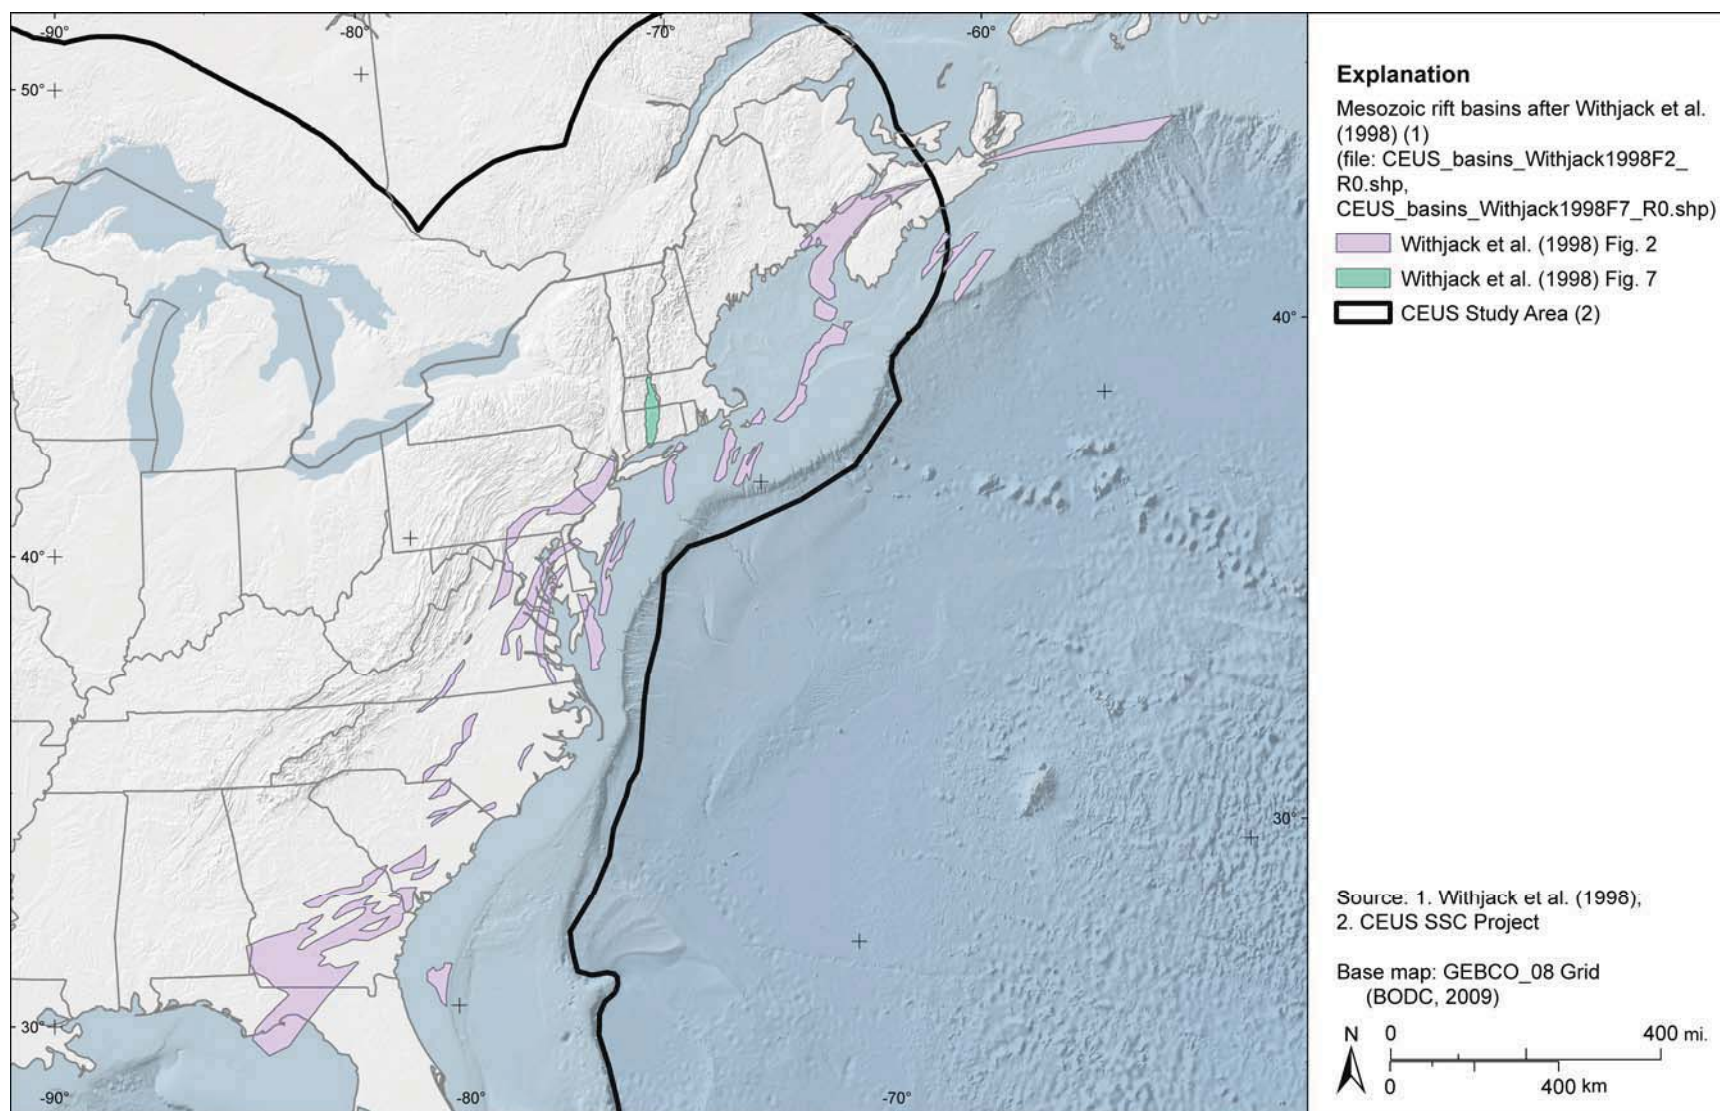 -90°
-80°
-70°
-60°
50°
40°
40°
30°
30°
-90°
-80°
-70°
Explanation
Mesozoic rift basins after Withjack et al.
(1998) (1)
(file: CEUS_basins_Withjack1998F2_
R0.shp,
CEUS_basins_Withjack1998F7_R0.shp)
Withjack et al. (1998) Fig. 2
Withjack et al. (1998) Fig. 7
CEUS Study Area (2)
Source: 1. Withjack et al. (1998);
2. CEUS SSC Project
Base map: GEBCO_08 Grid
(BODC, 2009)
N
0 400 mi.
0 400 km